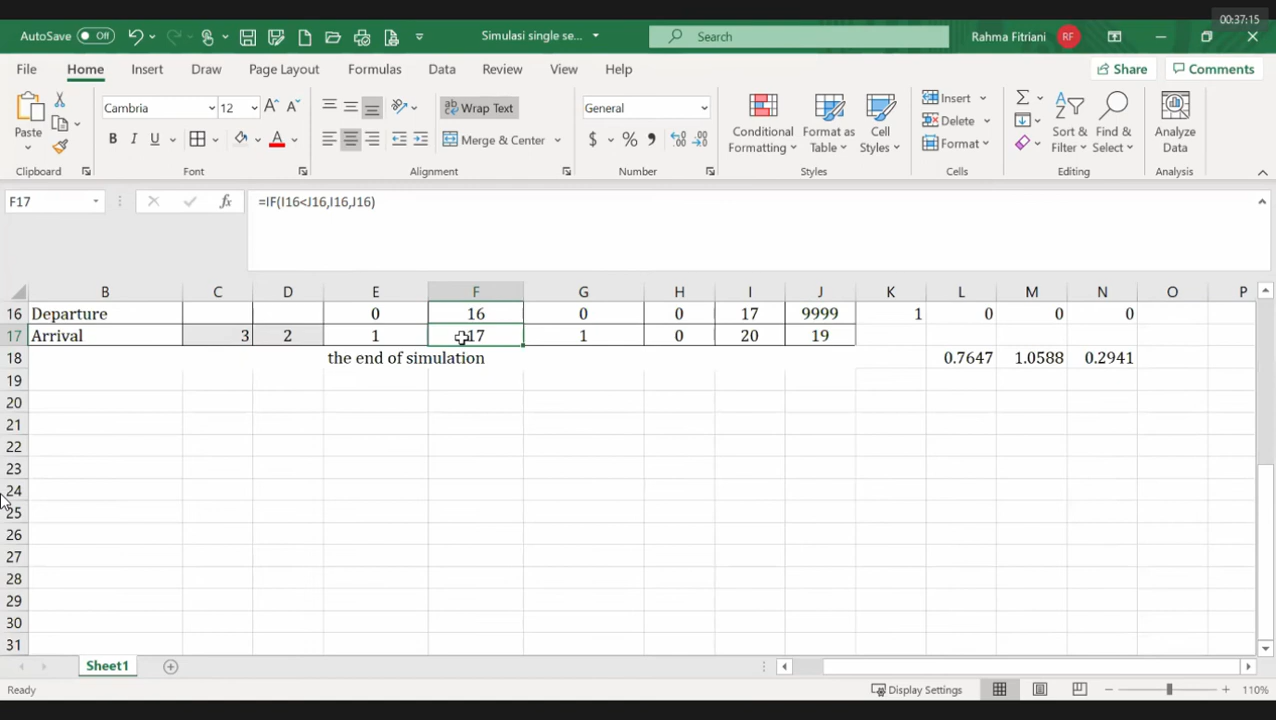 00:37:15
AutoSave Off Simulasi single se... Search Rahma Fitriani RF
File Home Insert Draw Page Layout Formulas Data Review View Help Share Comments
Paste Cambria 12 A^ A˅ ab Wrap Text General Conditional Formatting Format as Table Cell Styles Insert Delete Format Sort & Filter Find & Select Analyze Data
B I U A Merge & Center $ % ,
Clipboard Font Alignment Number Styles Cells Editing Analysis
F17 fx =IF(I16<J16,I16,J16)
B C D E F G H I J K L M N O P
16 Departure 0 16 0 0 17 9999 1 0 0 0
17 Arrival 3 2 1 17 1 0 20 19
18 the end of simulation 0.7647 1.0588 0.2941
19
20
21
22
23
24
25
26
27
28
29
30
31
Sheet1
Ready Display Settings 110%